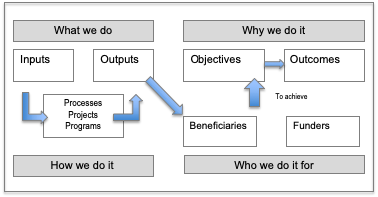 What we do
Why we do it
Inputs
Outputs
Objectives
Outcomes
Processes
Projects
Programs
To achieve
Beneficiaries
Funders
How we do it
Who we do it for